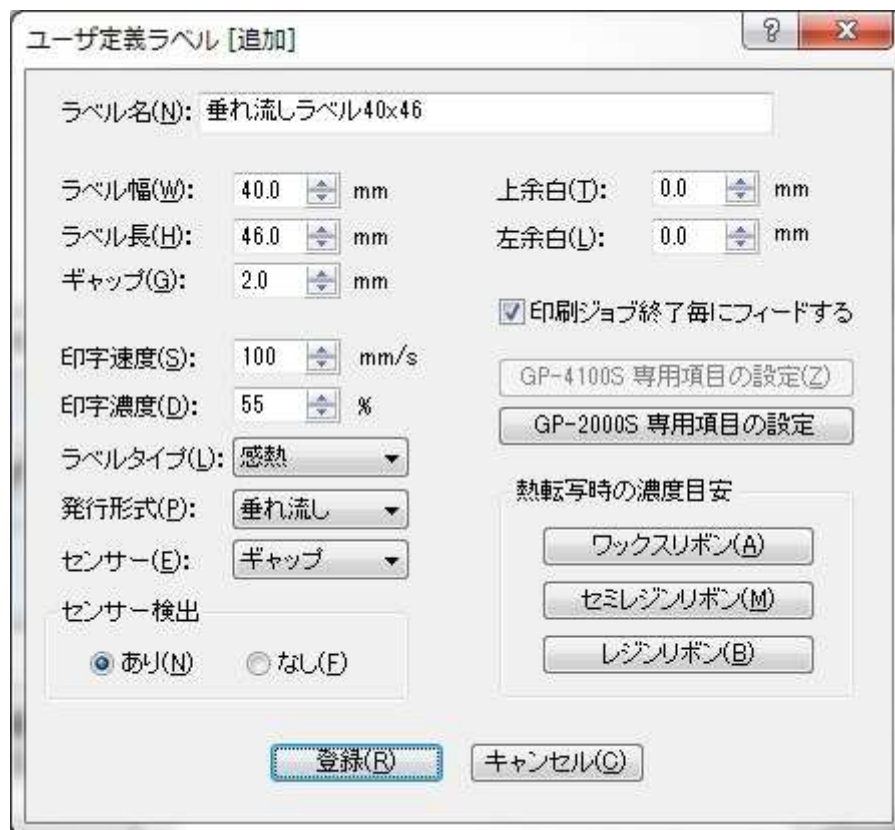 ユーザ定義ラベル [追加]
ラベル名(N): 垂れ流しラベル40x46
ラベル幅(W): 40.0 mm
ラベル長(H): 46.0 mm
ギャップ(G): 2.0 mm
上余白(T): 0.0 mm
左余白(L): 0.0 mm
印刷ジョブ終了毎にフィードする
印字速度(S): 100 mm/s
印字濃度(D): 55 %
ラベルタイプ(L): 感熱
発行形式(P): 垂れ流し
センサー(E): ギャップ
センサー検出
あり(N) なし(F)
GP-4100S 専用項目の設定(Z)
GP-2000S 専用項目の設定
熱転写時の濃度目安
ワックスリボン(A)
セミレジンリボン(M)
レジンリボン(B)
登録(R) キャンセル(C)